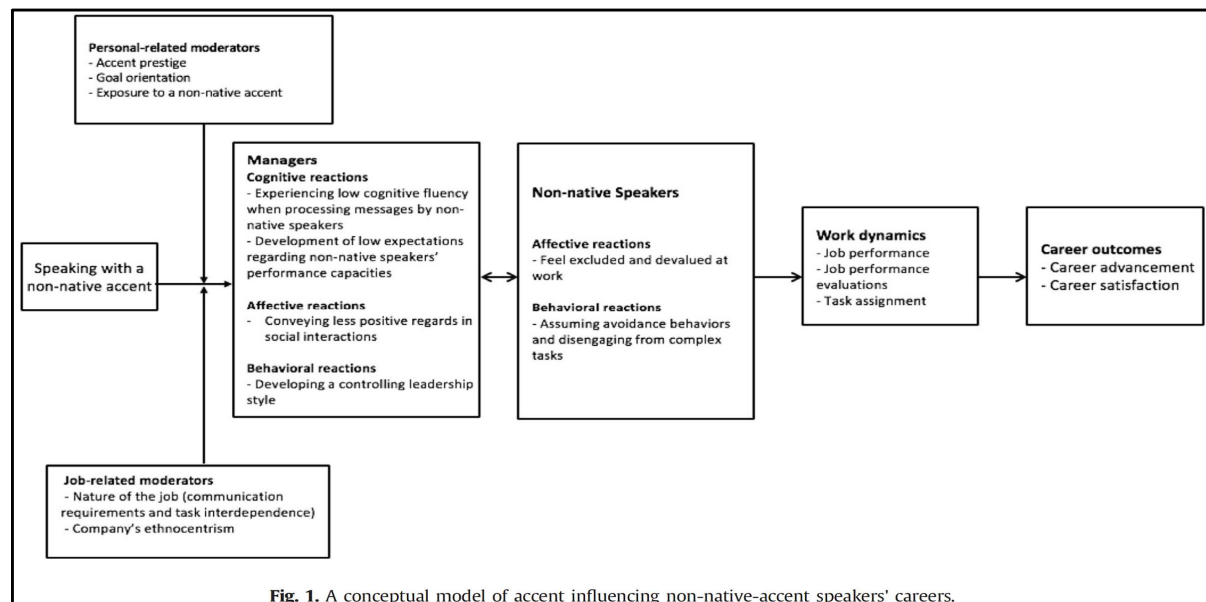 Personal-related moderators
- Accent prestige
- Goal orientation
- Exposure to a non-native accent
Speaking with a
non-native accent
Managers
Cognitive reactions
- Experiencing low cognitive fluency
when processing messages by non-
native speakers
- Development of low expectations
regarding non-native speakers'
performance capacities
Affective reactions
- Conveying less positive regards in
social interactions
Behavioral reactions
- Developing a controlling leadership
style
Non-native Speakers
Affective reactions
- Feel excluded and devalued at
work
Behavioral reactions
- Assuming avoidance behaviors
and disengaging from complex
tasks
Work dynamics
- Job performance
- Job performance
evaluations
- Task assignment
Career outcomes
- Career advancement
- Career satisfaction
Job-related moderators
- Nature of the job (communication
requirements and task interdependence)
- Company's ethnocentrism
Fig. 1. A conceptual model of accent influencing non-native-accent speakers' careers.